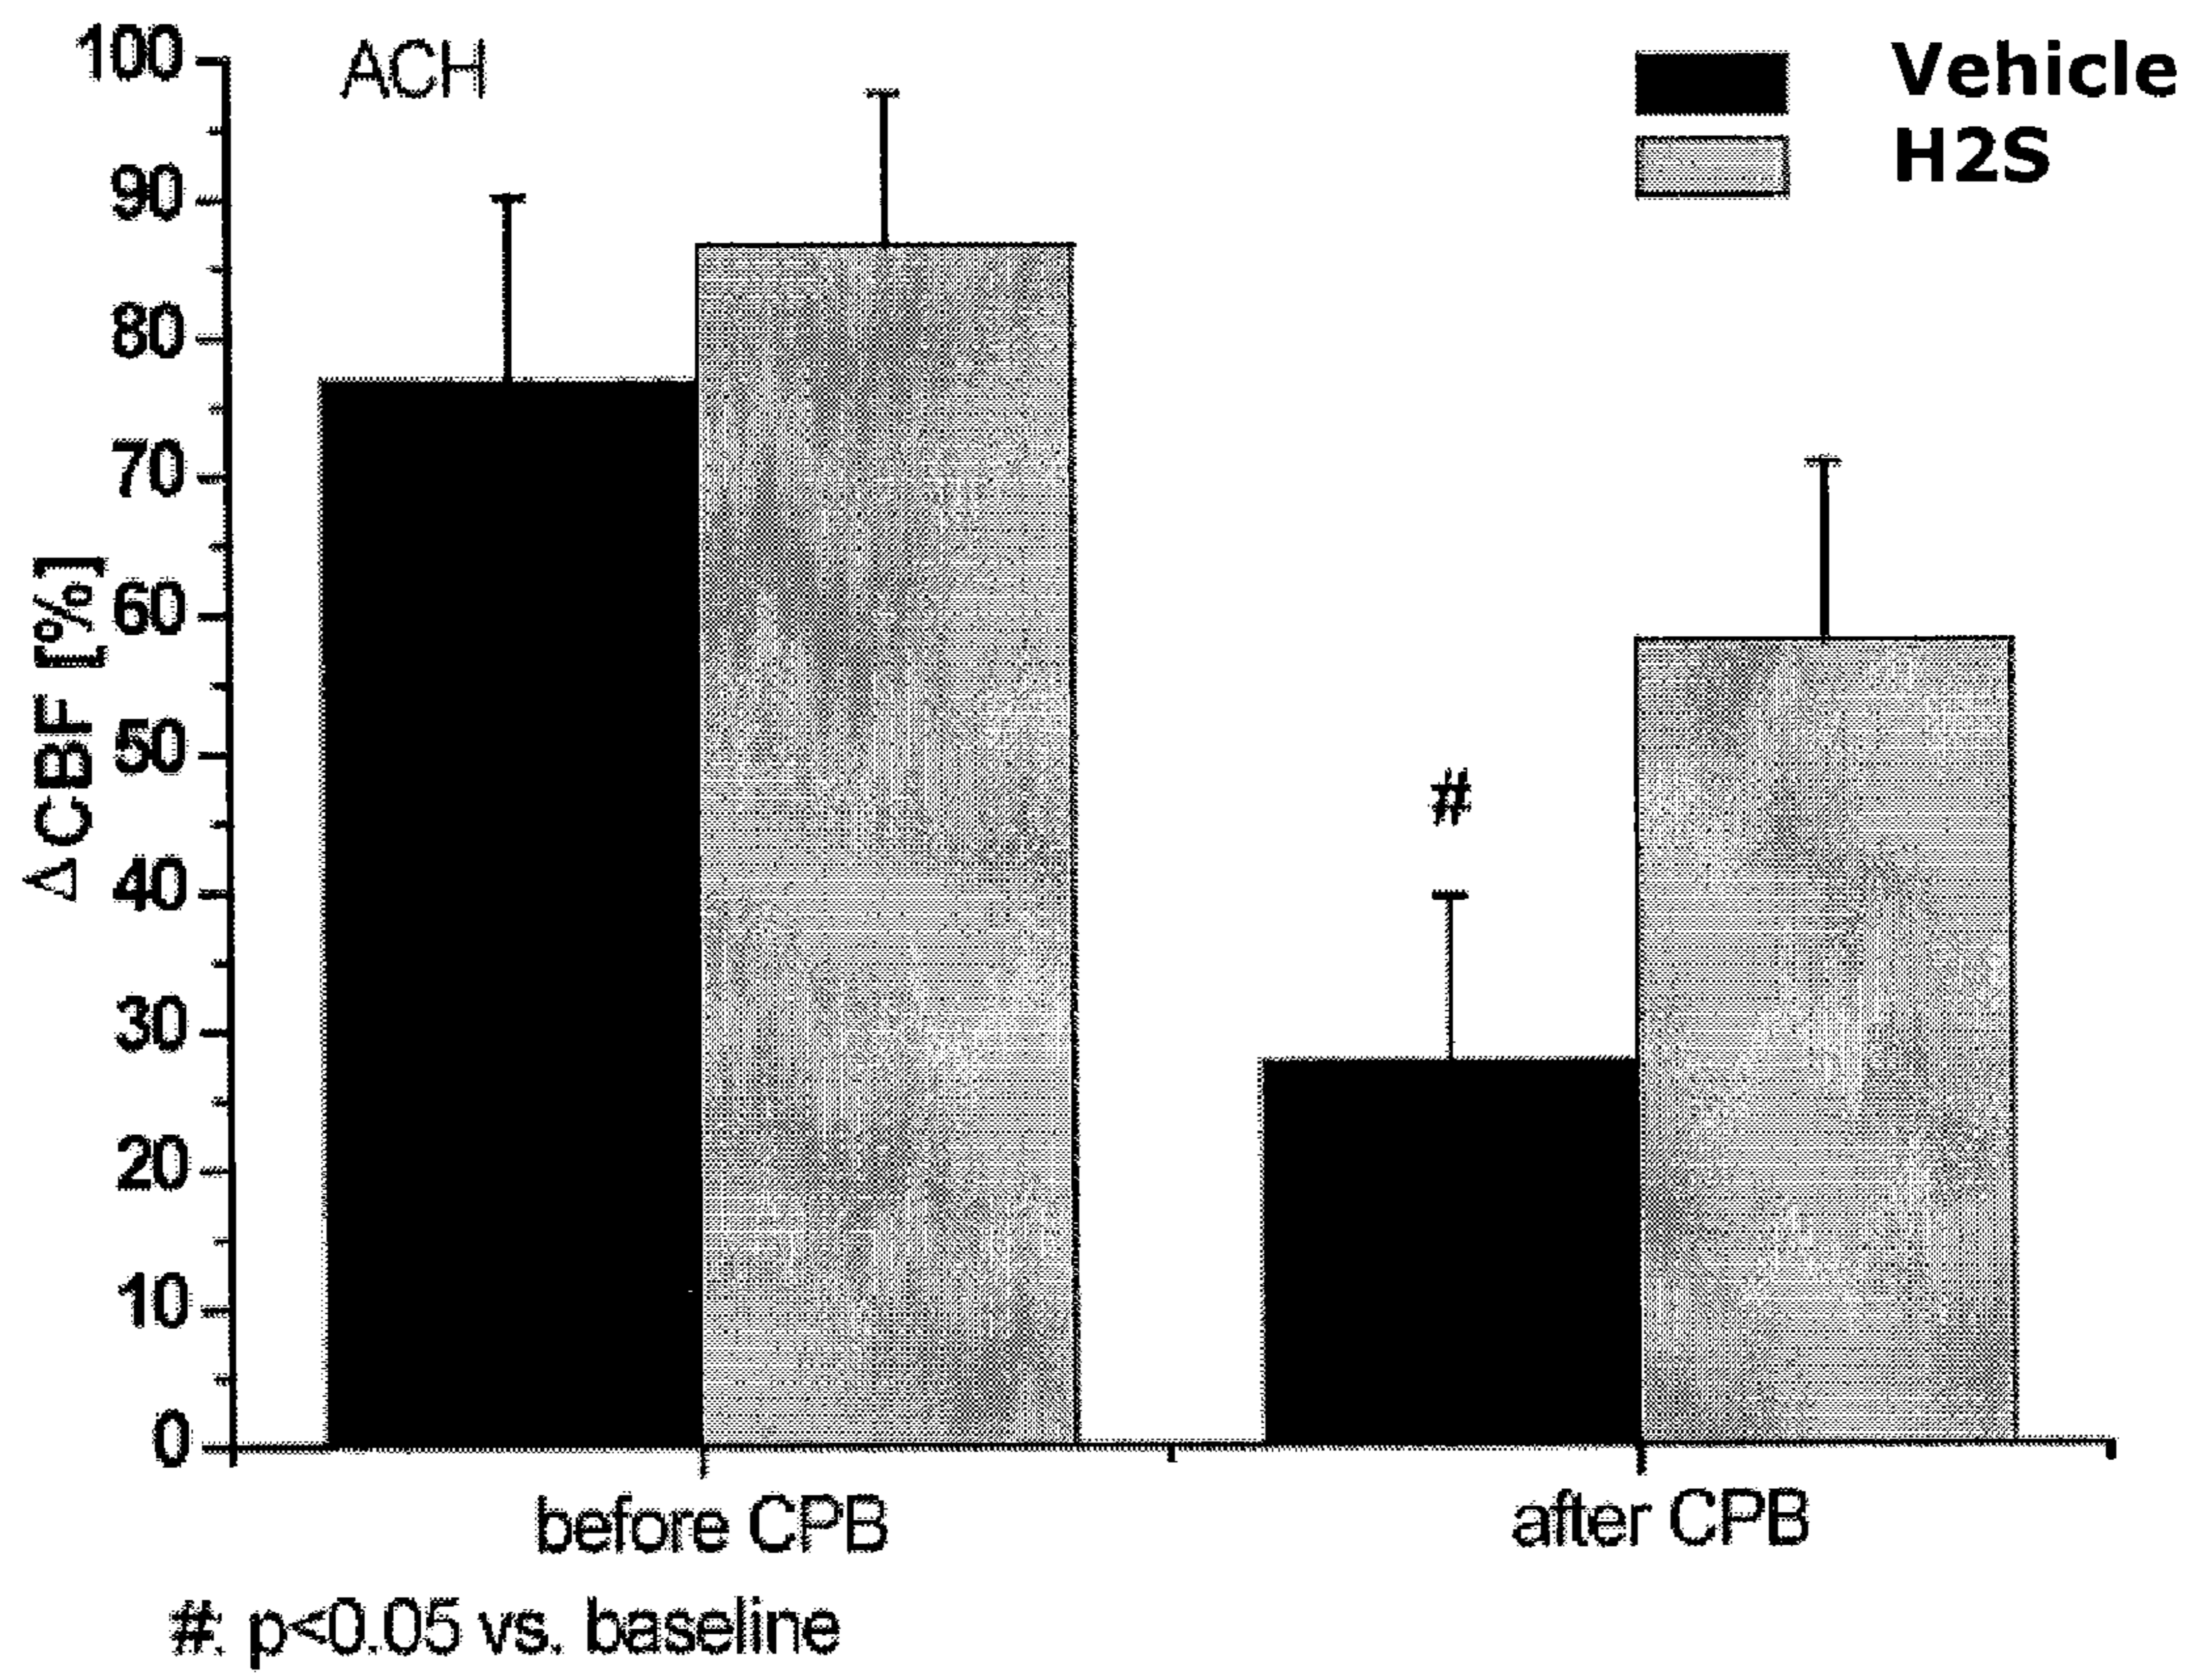 ACH
Vehicle
H2S
ΔCBF [%]
100
90
80
70
60
50
40
30
20
10
0
#
before CPB
after CPB
#: p<0.05 vs. baseline